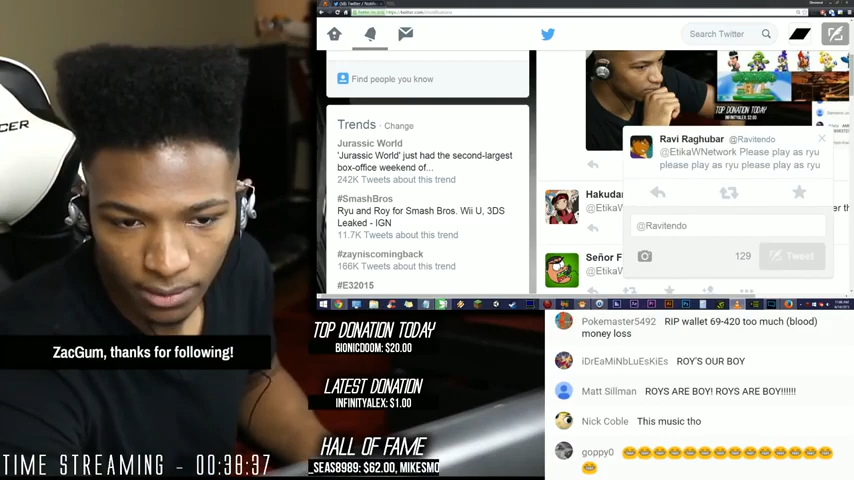 Search Twitter
Find people you know
Trends · Change
Jurassic World
'Jurassic World' just had the second-largest
box-office weekend of...
242K Tweets about this trend
#SmashBros
Ryu and Roy for Smash Bros. Wii U, 3DS
Leaked - IGN
11.7K Tweets about this trend
#zayniscomingback
166K Tweets about this trend
#E32015
TOP DONATION TODAY
INFINITYALEX: $2.00
Ravi Raghubar @Ravitendo
@EtikaWNetwork Please play as ryu
please play as ryu please play as ryu
Hakudar
@Etika
@Ravitendo
129
Tweet
Señor F
@EtikaW
ZacGum, thanks for following!
TOP DONATION TODAY
BIONICDOOM: $20.00
LATEST DONATION
INFINITYALEX: $1.00
HALL OF FAME
_SEAS8989: $62.00, MIKESMO
TIME STREAMING - 00:38:37
Pokemaster5492 RIP wallet 69-420 too much (blood)
money loss
iDrEaMiNbLuEsKiEs ROY'S OUR BOY
Matt Sillman ROYS ARE BOY! ROYS ARE BOY!!!!!!
Nick Coble This music tho
goppy0